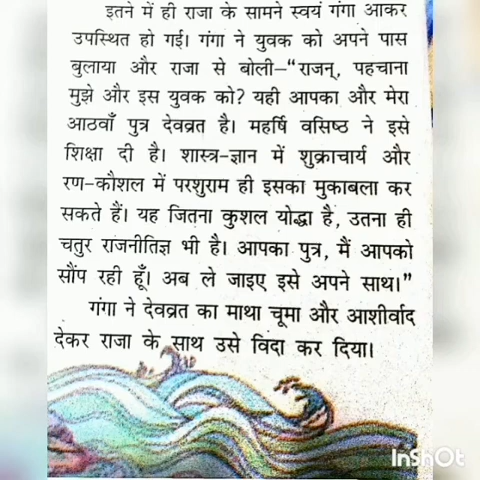 इतने में ही राजा के सामने स्वयं गंगा आकर
उपस्थित हो गई। गंगा ने युवक को अपने पास
बुलाया और राजा से बोली–“राजन्, पहचाना
मुझे और इस युवक को? यही आपका और मेरा
आठवाँ पुत्र देवव्रत है। महर्षि वसिष्ठ ने इसे
शिक्षा दी है। शास्त्र-ज्ञान में शुक्राचार्य और
रण-कौशल में परशुराम ही इसका मुकाबला कर
सकते हैं। यह जितना कुशल योद्धा है, उतना ही
चतुर राजनीतिज्ञ भी है। आपका पुत्र, मैं आपको
सौंप रही हूँ। अब ले जाइए इसे अपने साथ।”
गंगा ने देवव्रत का माथा चूमा और आशीर्वाद
देकर राजा के साथ उसे विदा कर दिया।
InShOt